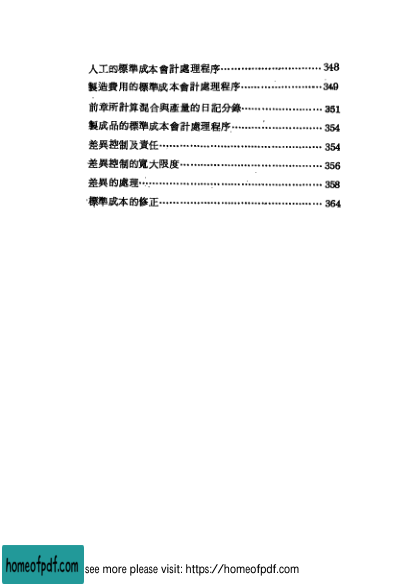 人工的標準成本會計處理程序…………………………348
製造費用的標準成本會計處理程序……………………349
前章所計算混合與產量的日記分錄……………………351
製成品的標準成本會計處理程序………………………354
差異控制及責任…………………………………………354
差異控制的寬大限度……………………………………356
差異的處理………………………………………………358
標準成本的修正…………………………………………364
homeofpdf.com see more please visit: https://homeofpdf.com